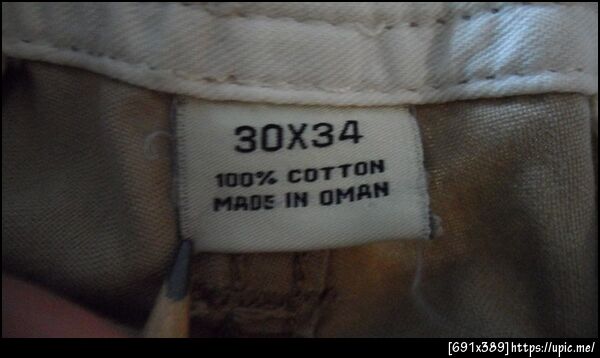 30X34
100% COTTON
MADE IN OMAN
[691x389]https://upic.me/